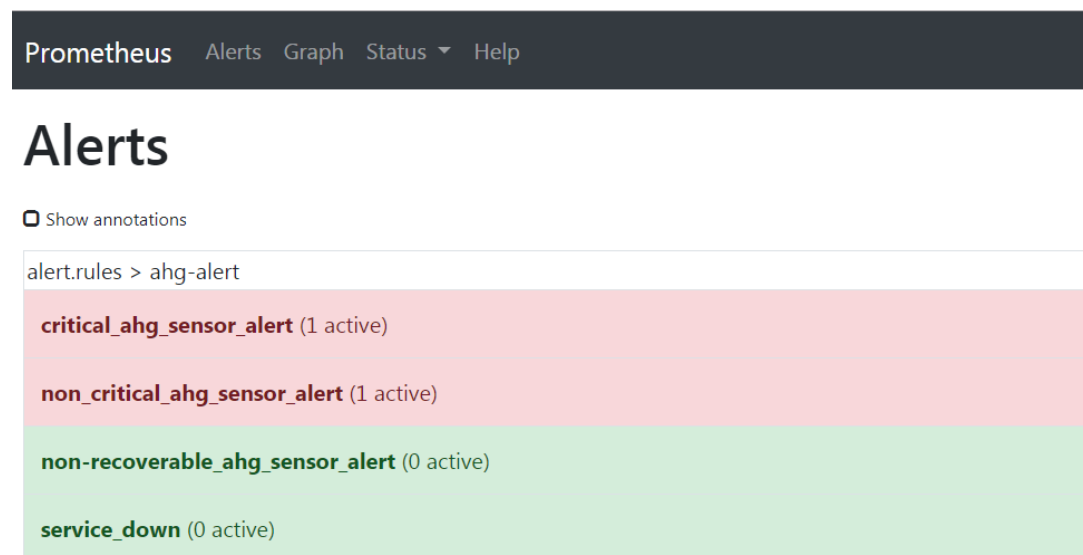 Prometheus Alerts Graph Status Help
Alerts
Show annotations
alert.rules > ahg-alert
critical_ahg_sensor_alert (1 active)
non_critical_ahg_sensor_alert (1 active)
non-recoverable_ahg_sensor_alert (0 active)
service_down (0 active)